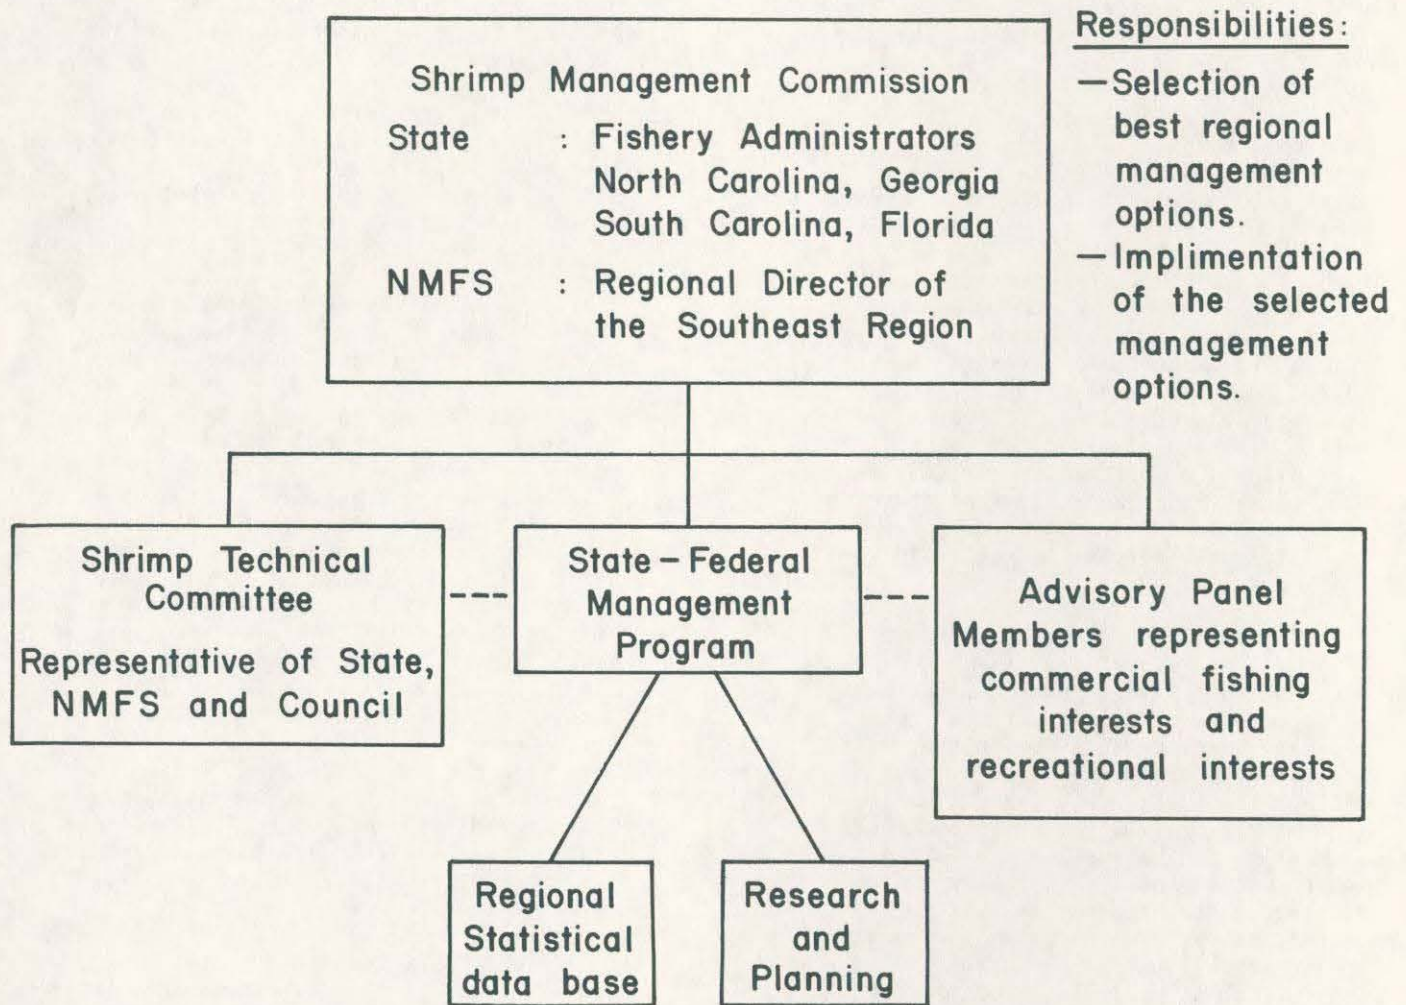 Shrimp Management Commission
State : Fishery Administrators
North Carolina, Georgia
South Carolina, Florida
NMFS : Regional Director of
the Southeast Region
Responsibilities:
—Selection of
best regional
management
options.
—Implimentation
of the selected
management
options.
Shrimp Technical
Committee
Representative of State,
NMFS and Council
State – Federal
Management
Program
Advisory Panel
Members representing
commercial fishing
interests and
recreational interests
Regional
Statistical
data base
Research
and
Planning